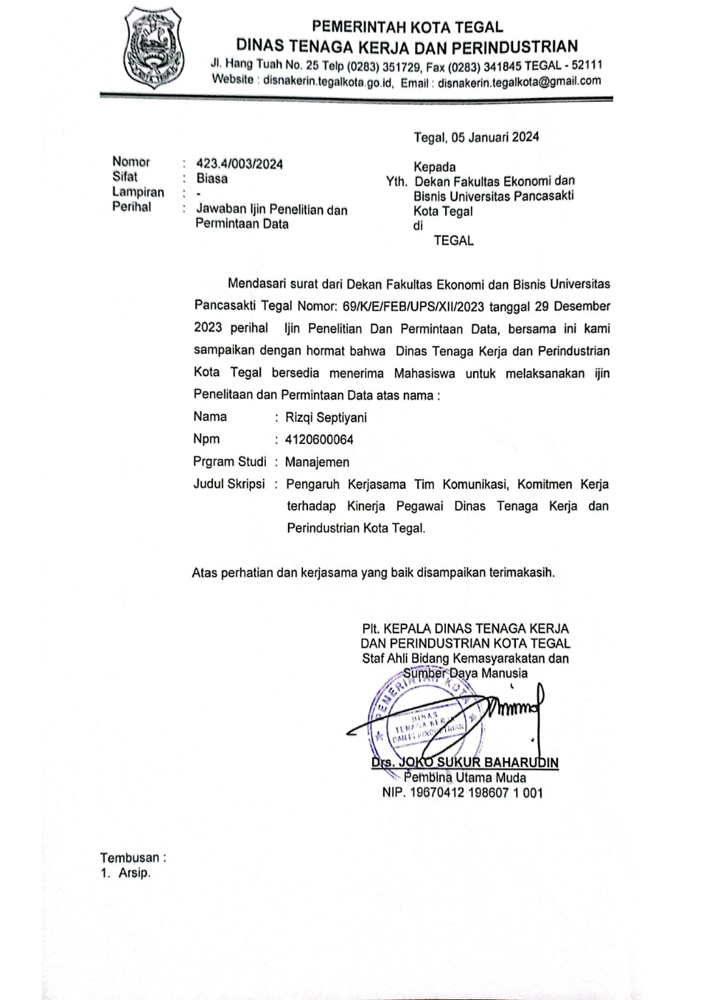 PEMERINTAH KOTA TEGAL
DINAS TENAGA KERJA DAN PERINDUSTRIAN
Jl. Hang Tuah No. 25 Telp (0283) 351729, Fax (0283) 341845 TEGAL - 52111
Website : disnakerin.tegalkota.go.id, Email : disnakerin.tegalkota@gmail.com
KOTA TEGAL
Tegal, 05 Januari 2024
Nomor : 423.4/003/2024
Sifat : Biasa
Lampiran : -
Perihal : Jawaban Ijin Penelitian dan
Permintaan Data
Kepada
Yth. Dekan Fakultas Ekonomi dan
Bisnis Universitas Pancasakti
Kota Tegal
di
TEGAL
Mendasari surat dari Dekan Fakultas Ekonomi dan Bisnis Universitas
Pancasakti Tegal Nomor: 69/K/E/FEB/UPS/XII/2023 tanggal 29 Desember
2023 perihal Ijin Penelitian Dan Permintaan Data, bersama ini kami
sampaikan dengan hormat bahwa Dinas Tenaga Kerja dan Perindustrian
Kota Tegal bersedia menerima Mahasiswa untuk melaksanakan ijin
Penelitaan dan Permintaan Data atas nama :
Nama : Rizqi Septiyani
Npm : 4120600064
Prgram Studi : Manajemen
Judul Skripsi : Pengaruh Kerjasama Tim Komunikasi, Komitmen Kerja
terhadap Kinerja Pegawai Dinas Tenaga Kerja dan
Perindustrian Kota Tegal.
Atas perhatian dan kerjasama yang baik disampaikan terimakasih.
Plt. KEPALA DINAS TENAGA KERJA
DAN PERINDUSTRIAN KOTA TEGAL
Staf Ahli Bidang Kemasyarakatan dan
Sumber Daya Manusia
PEMERINTAH KOTA
DINAS
TENAGA KERJA
DAN PERINDUSTRIAN
Drs. JOKO SUKUR BAHARUDIN
Pembina Utama Muda
NIP. 19670412 198607 1 001
Tembusan :
1. Arsip.